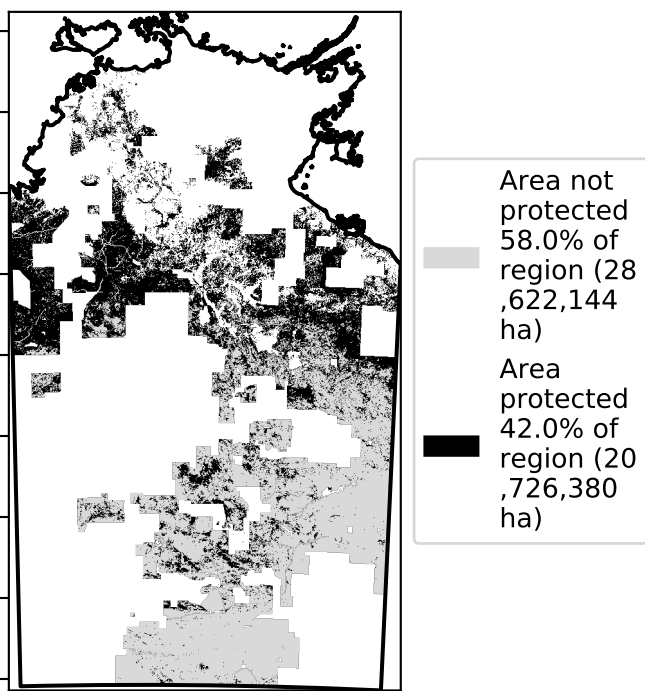 Area not
protected
58.0% of
region (28
,622,144
ha)
Area
protected
42.0% of
region (20
,726,380
ha)